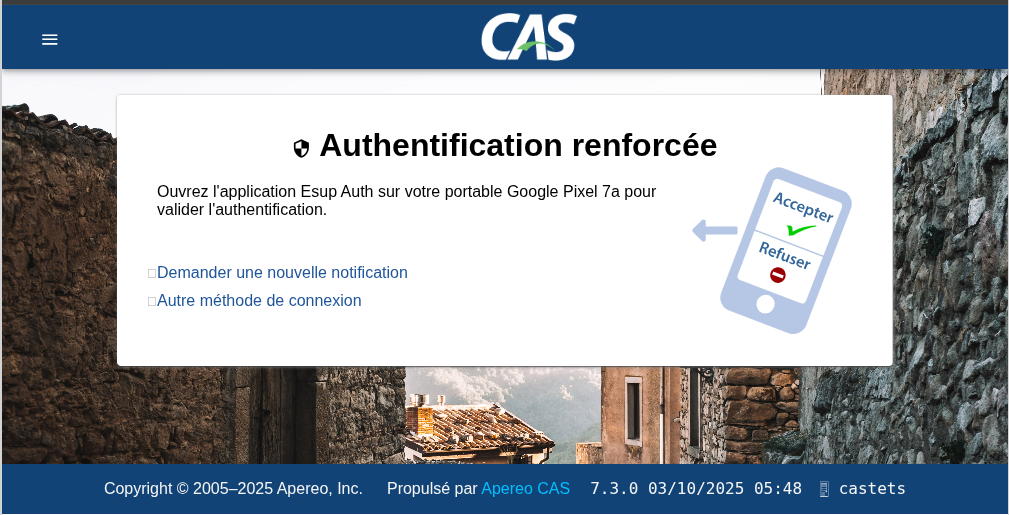 CAS
Authentification renforcée
Ouvrez l'application Esup Auth sur votre portable Google Pixel 7a pour
valider l'authentification.
Accepter
Refuser
Demander une nouvelle notification
Autre méthode de connexion
Copyright © 2005–2025 Apereo, Inc. Propulsé par Apereo CAS 7.3.0 03/10/2025 05:48 castets